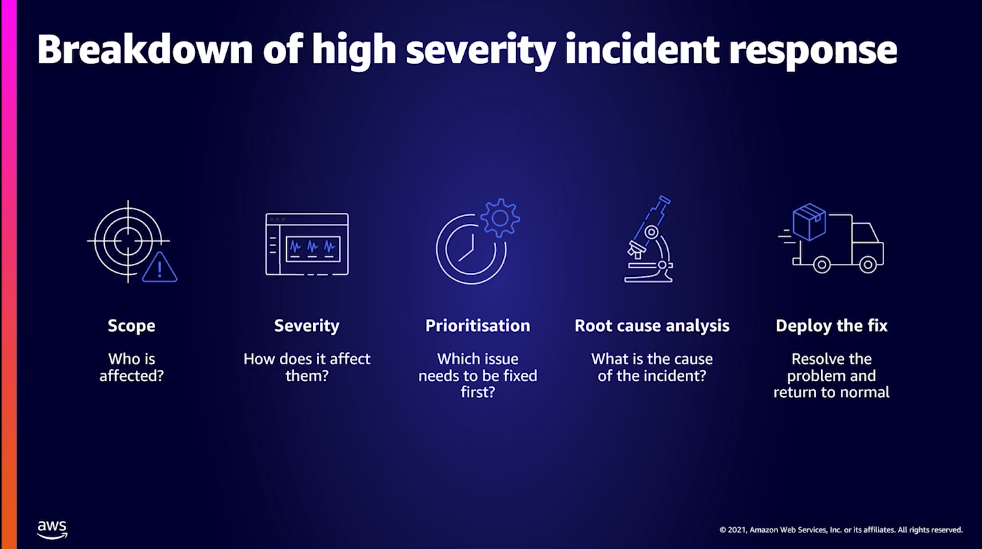 Breakdown of high severity incident response
Scope
Who is
affected?
Severity
How does it affect
them?
Prioritisation
Which issue
needs to be fixed
first?
Root cause analysis
What is the cause
of the incident?
Deploy the fix
Resolve the
problem and
return to normal
aws
© 2021, Amazon Web Services, Inc. or its affiliates. All rights reserved.